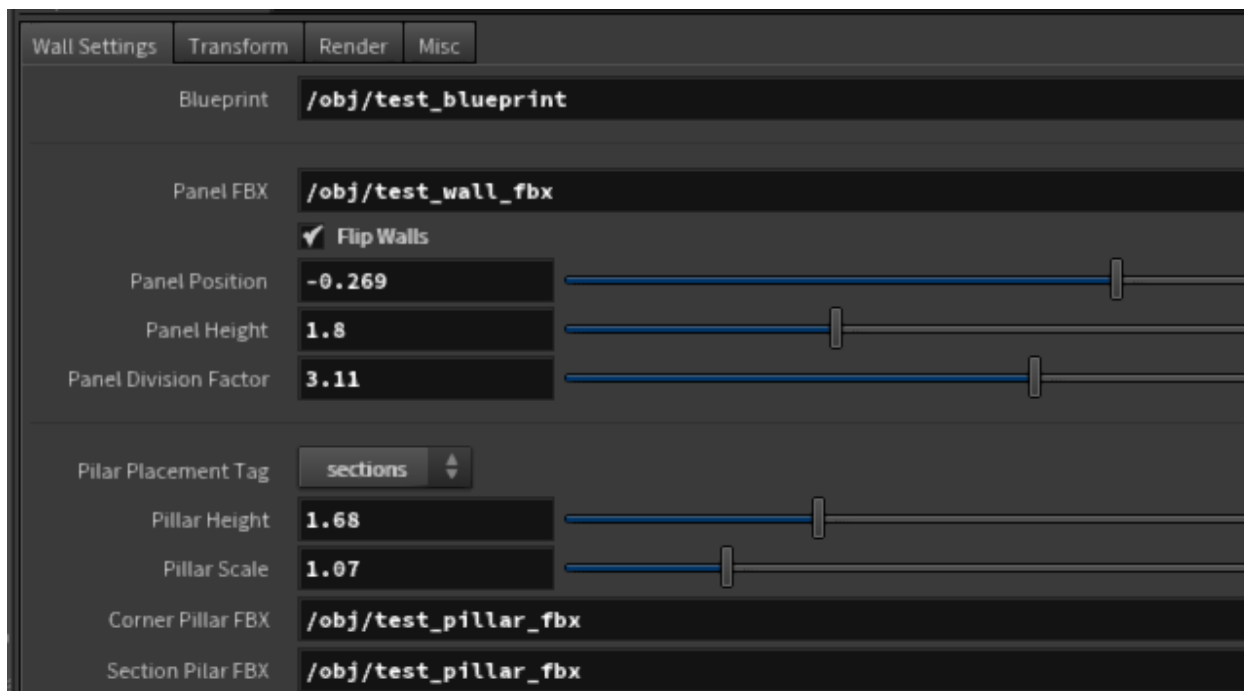 Wall Settings Transform Render Misc
Blueprint /obj/test_blueprint
Panel FBX /obj/test_wall_fbx
Flip Walls
Panel Position -0.269
Panel Height 1.8
Panel Division Factor 3.11
Pilar Placement Tag sections
Pillar Height 1.68
Pillar Scale 1.07
Corner Pillar FBX /obj/test_pillar_fbx
Section Pilar FBX /obj/test_pillar_fbx